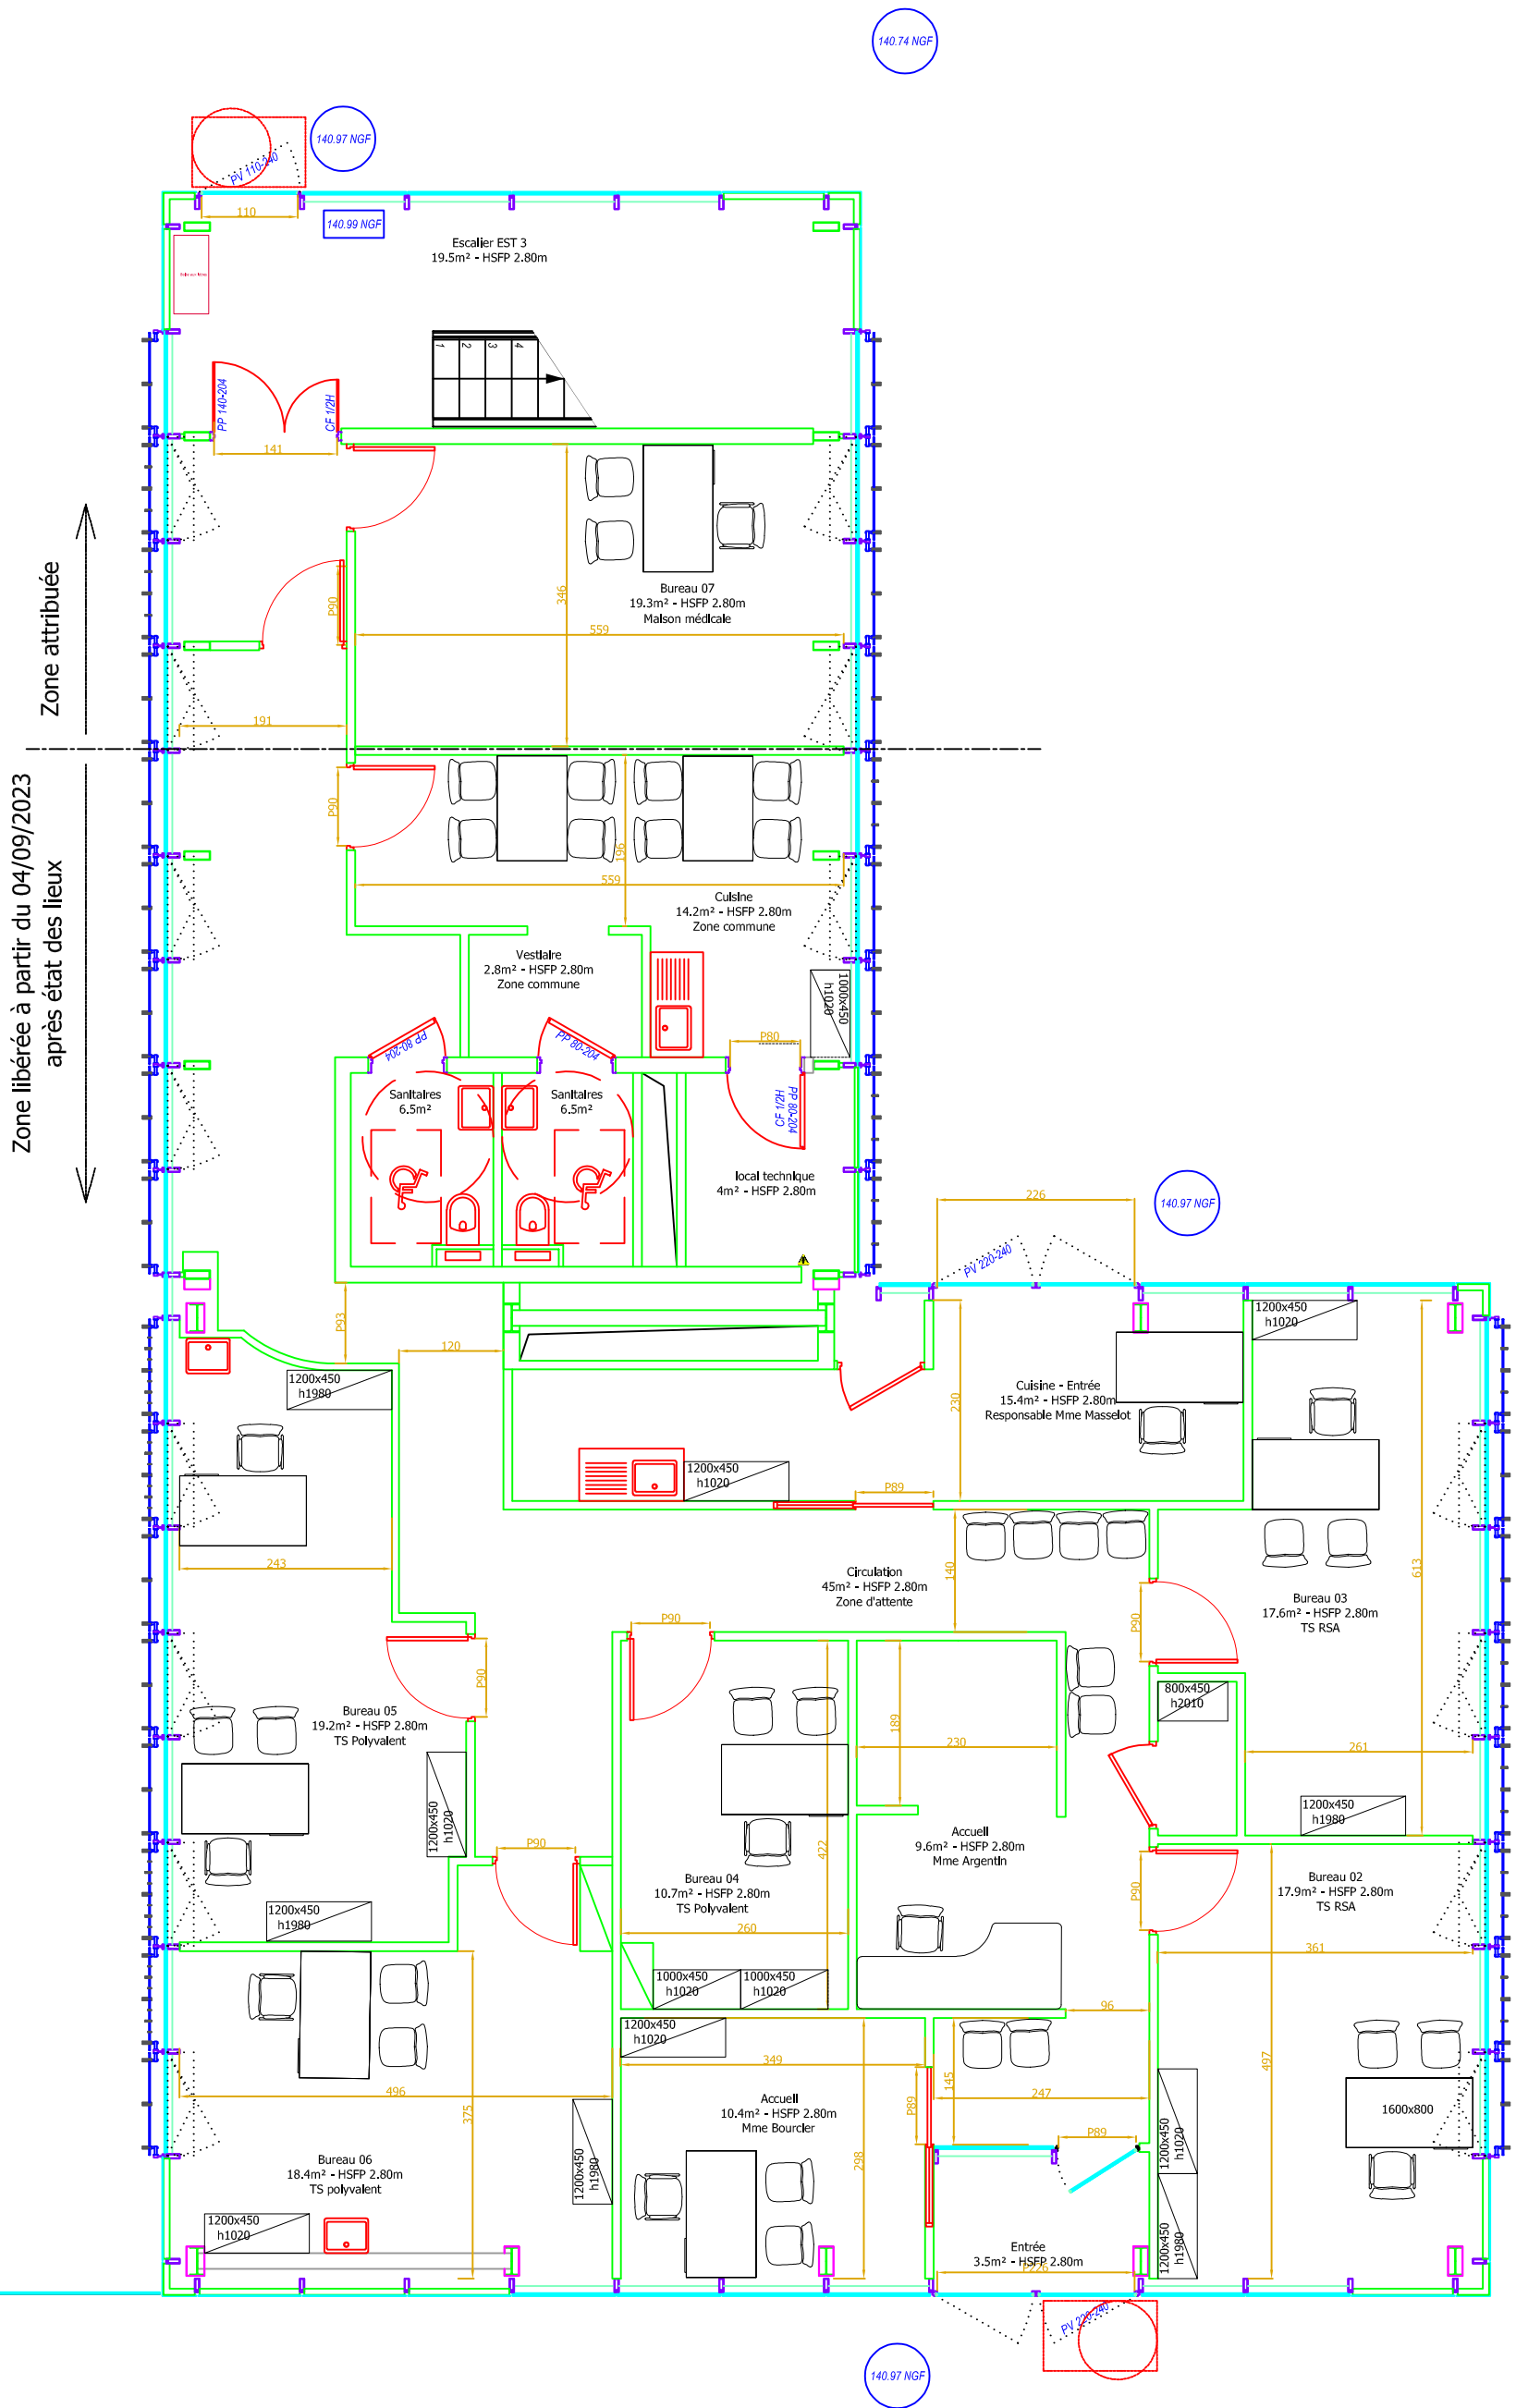 140.74 NGF
140.97 NGF
PV 110-240
110
140.99 NGF
Escalier EST 3
19.5m² - HSFP 2.80m
1 2 3 4
PP 140-204
CF 1/2H
141
Zone attribuée
346
Bureau 07
19.3m² - HSFP 2.80m
Maison médicale
P90
559
191
Zone libérée à partir du 04/09/2023
après état des lieux
P90
196
559
Cuisine
14.2m² - HSFP 2.80m
Zone commune
Vestiaire
2.8m² - HSFP 2.80m
Zone commune
1000x450
h1020
PP 80-204
PP 80-204
P80
Sanitaires
6.5m²
Sanitaires
6.5m²
PP 80-204
CF 1/2H
local technique
4m² - HSFP 2.80m
226
140.97 NGF
PV 220-240
P93
120
1200x450
h1980
230
Cuisine - Entrée
15.4m² - HSFP 2.80m
Responsable Mme Masselot
1200x450
h1020
1200x450
h1020
P89
243
140
Circulation
45m² - HSFP 2.80m
Zone d'attente
613
Bureau 03
17.6m² - HSFP 2.80m
TS RSA
P90
P90
P90
800x450
h2010
Bureau 05
19.2m² - HSFP 2.80m
TS Polyvalent
189
230
261
1200x450
h1020
1200x450
h1980
P90
422
Accueil
9.6m² - HSFP 2.80m
Mme Argentin
Bureau 04
10.7m² - HSFP 2.80m
TS Polyvalent
P90
Bureau 02
17.9m² - HSFP 2.80m
TS RSA
1200x450
h1980
260
361
1000x450
h1020
1000x450
h1020
96
1200x450
h1020
349
145
247
497
496
375
P89
Accueil
10.4m² - HSFP 2.80m
Mme Bourcier
1600x800
P89
1200x450
h1020
1200x450
h1980
298
Bureau 06
18.4m² - HSFP 2.80m
TS polyvalent
1200x450
h1020
1200x450
h1980
Entrée
3.5m² - HSFP 2.80m
P226
PV 220-240
140.97 NGF